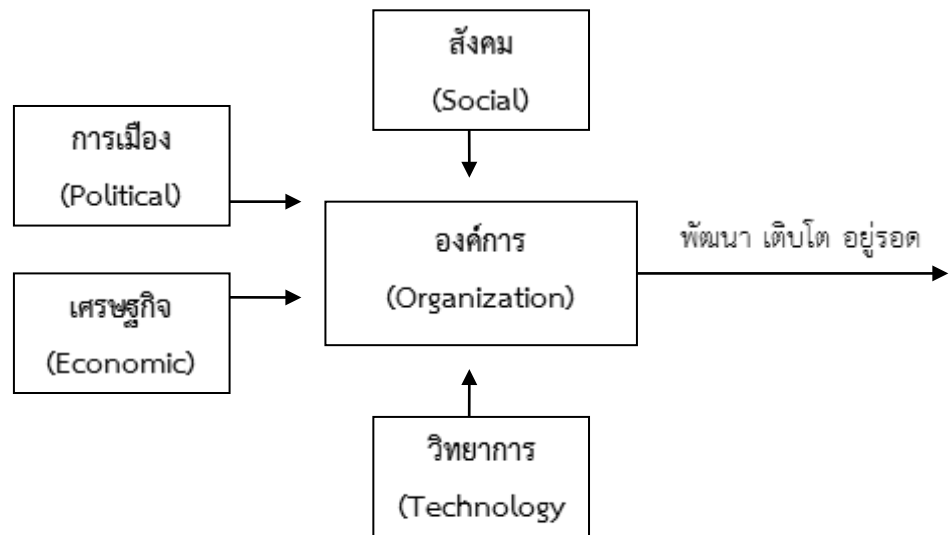 สังคม
(Social)
การเมือง
(Political)
องค์การ
(Organization)
พัฒนา เติบโต อยู่รอด
เศรษฐกิจ
(Economic)
วิทยาการ
(Technology